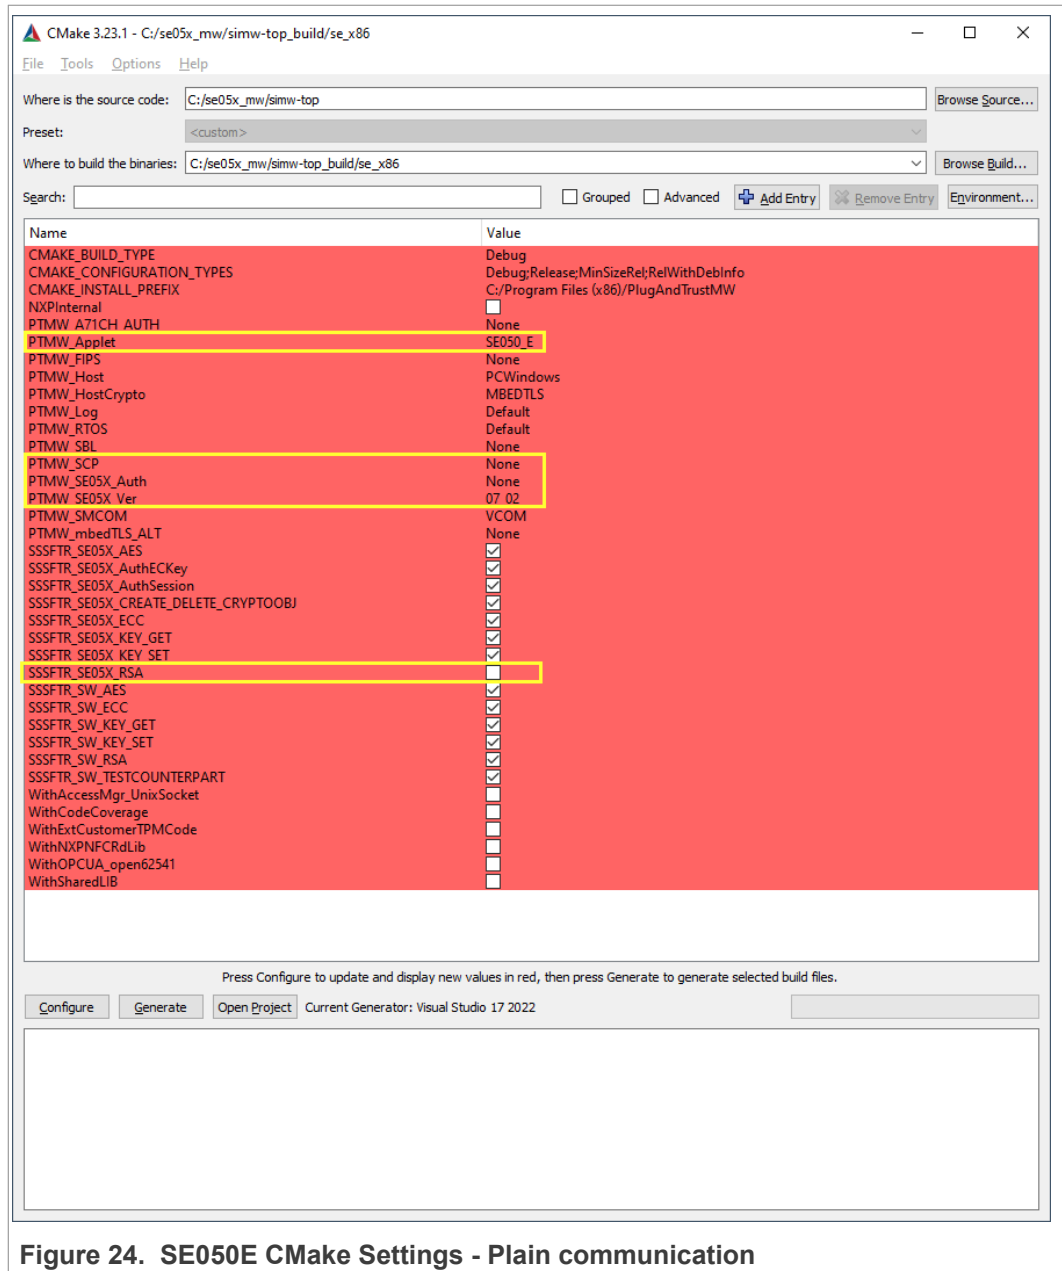 CMake 3.23.1 - C:/se05x_mw/simw-top_build/se_x86
File Tools Options Help
Where is the source code: C:/se05x_mw/simw-top Browse Source...
Preset: <custom>
Where to build the binaries: C:/se05x_mw/simw-top_build/se_x86 Browse Build...
Search: Grouped Advanced Add Entry Remove Entry Environment...
Name Value
CMAKE_BUILD_TYPE Debug
CMAKE_CONFIGURATION_TYPES Debug;Release;MinSizeRel;RelWithDebInfo
CMAKE_INSTALL_PREFIX C:/Program Files (x86)/PlugAndTrustMW
NXPInternal
PTMW_A71CH_AUTH None
PTMW_Applet SE050_E
PTMW_FIPS None
PTMW_Host PCWindows
PTMW_HostCrypto MBEDTLS
PTMW_Log Default
PTMW_RTOS Default
PTMW_SBL None
PTMW_SCP None
PTMW_SE05X_Auth None
PTMW_SE05X_Ver 07_02
PTMW_SMCOM VCOM
PTMW_mbedTLS_ALT None
SSSFTR_SE05X_AES
SSSFTR_SE05X_AuthECKey
SSSFTR_SE05X_AuthSession
SSSFTR_SE05X_CREATE_DELETE_CRYPTOOBJ
SSSFTR_SE05X_ECC
SSSFTR_SE05X_KEY_GET
SSSFTR_SE05X_KEY_SET
SSSFTR_SE05X_RSA
SSSFTR_SW_AES
SSSFTR_SW_ECC
SSSFTR_SW_KEY_GET
SSSFTR_SW_KEY_SET
SSSFTR_SW_RSA
SSSFTR_SW_TESTCOUNTERPART
WithAccessMgr_UnixSocket
WithCodeCoverage
WithExtCustomerTPMCode
WithNXPNFCRdLib
WithOPCUA_open62541
WithSharedLIB
Press Configure to update and display new values in red, then press Generate to generate selected build files.
Configure Generate Open Project Current Generator: Visual Studio 17 2022
Figure 24. SE050E CMake Settings - Plain communication